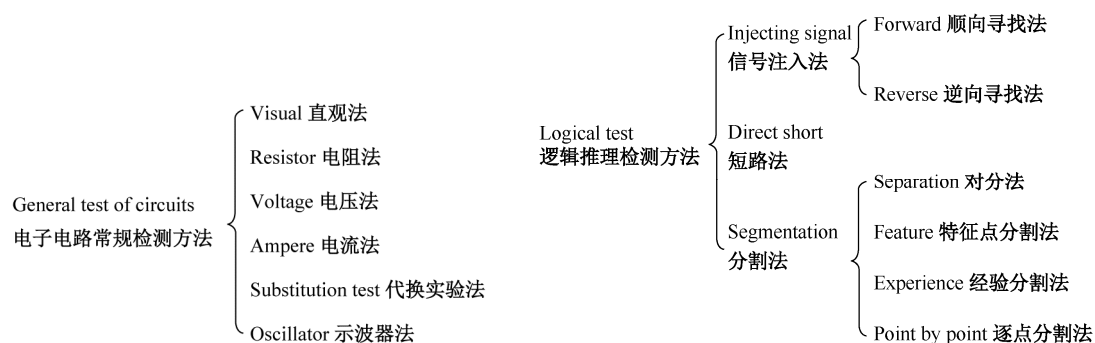 General test of circuits
电子电路常规检测方法
Visual 直观法
Resistor 电阻法
Voltage 电压法
Ampere 电流法
Substitution test 代换实验法
Oscillator 示波器法
Logical test
逻辑推理检测方法
Injecting signal
信号注入法
Forward 顺向寻找法
Reverse 逆向寻找法
Direct short
短路法
Segmentation
分割法
Separation 对分法
Feature 特征点分割法
Experience 经验分割法
Point by point 逐点分割法